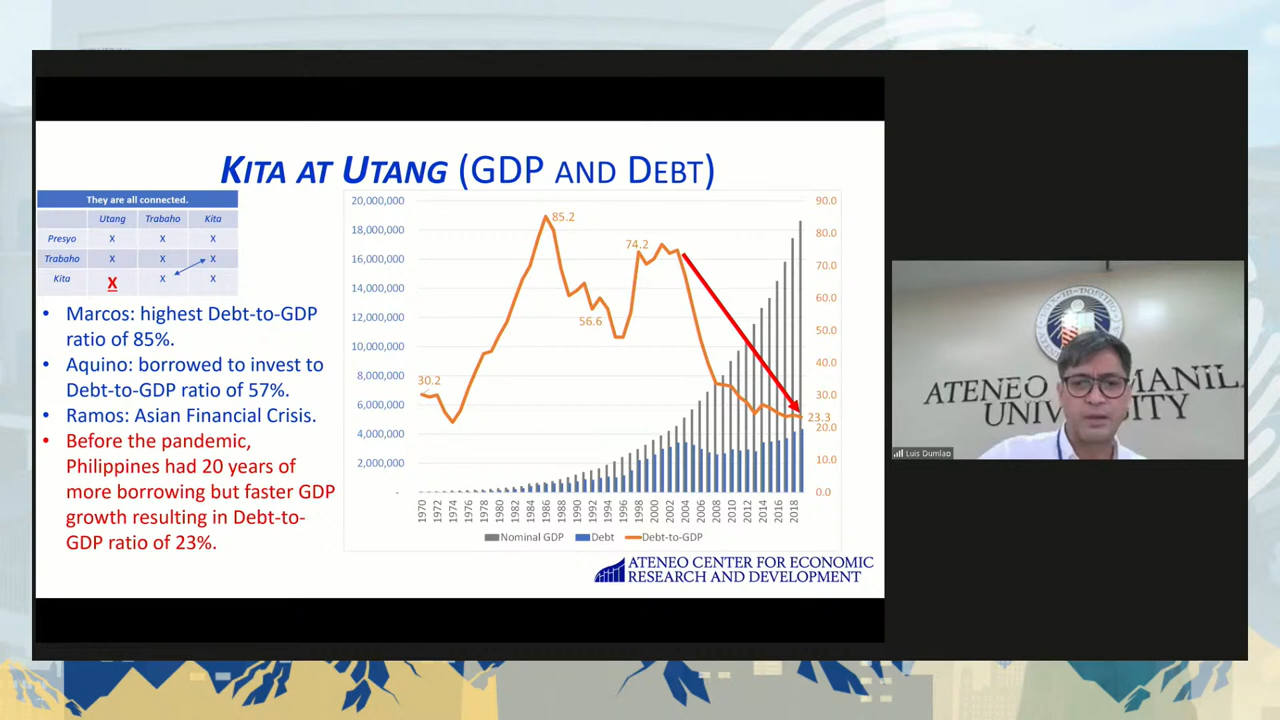 KITA AT UTANG (GDP AND DEBT)
They are all connected.
Utang Trabaho Kita
Presyo X X X
Trabaho X X X
Kita X X X
• Marcos: highest Debt-to-GDP
ratio of 85%.
• Aquino: borrowed to invest to
Debt-to-GDP ratio of 57%.
• Ramos: Asian Financial Crisis.
• Before the pandemic,
Philippines had 20 years of
more borrowing but faster GDP
growth resulting in Debt-to-
GDP ratio of 23%.
20,000,000
18,000,000
16,000,000
14,000,000
12,000,000
10,000,000
8,000,000
6,000,000
4,000,000
2,000,000
-
30.2
85.2
56.6
74.2
23.3
90.0
80.0
70.0
60.0
50.0
40.0
30.0
20.0
10.0
0.0
1970 1972 1974 1976 1978 1980 1982 1984 1986 1988 1990 1992 1994 1996 1998 2000 2002 2004 2006 2008 2010 2012 2014 2016 2018
Nominal GDP Debt Debt-to-GDP
ATENEO CENTER FOR ECONOMIC
RESEARCH AND DEVELOPMENT
ATENEO MANILA
UNIVERSITY
Luis Dumlao